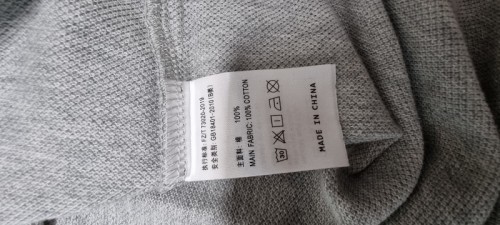 执行标准: FZ/T 73020-2019
安全类别: GB18401-2010(B类)
主面料 棉 100%
MAIN FABRIC: 100% COTTON
30
MADE IN CHINA